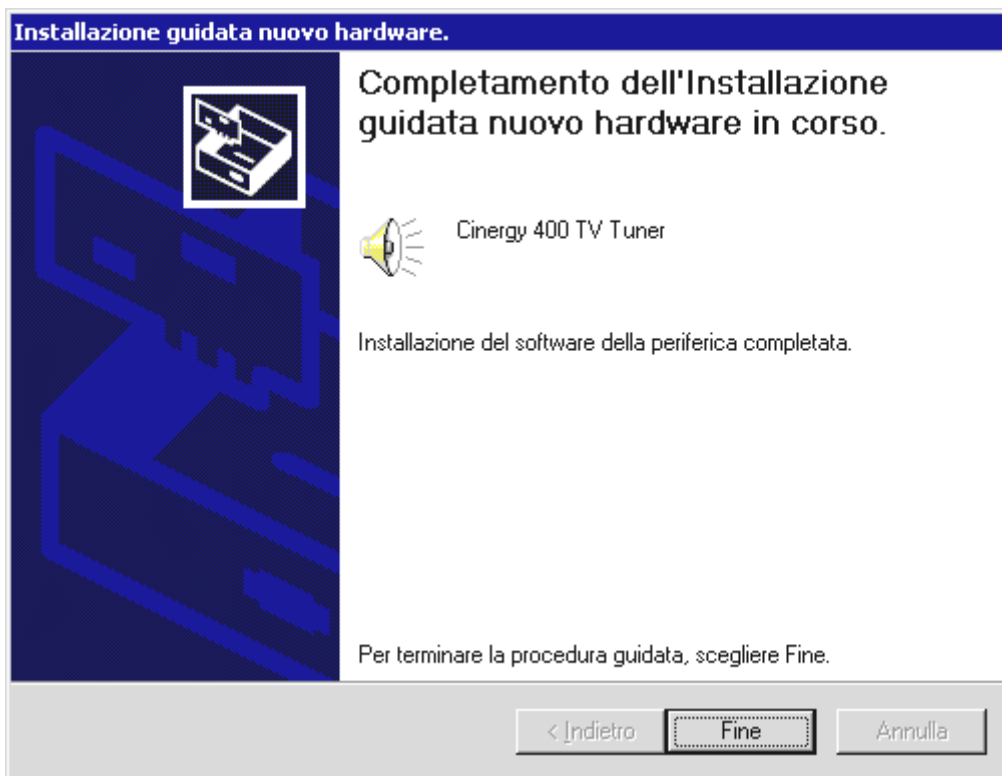 Installazione guidata nuovo hardware.
Completamento dell'Installazione
guidata nuovo hardware in corso.
Cinergy 400 TV Tuner
Installazione del software della periferica completata.
Per terminare la procedura guidata, scegliere Fine.
< Indietro
Fine
Annulla